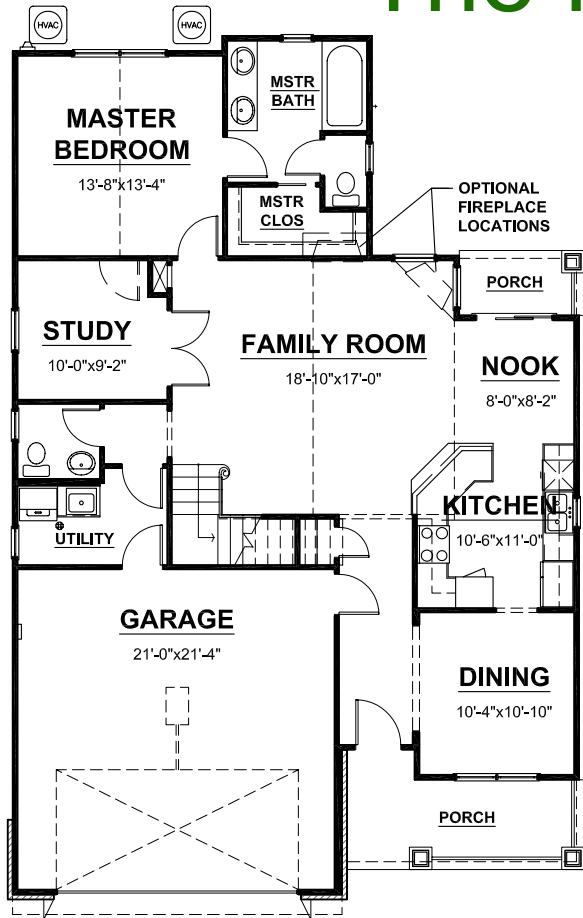 HVAC
HVAC
MASTER
BEDROOM
13'-8"x13'-4"
MSTR
BATH
MSTR
CLOS
OPTIONAL
FIREPLACE
LOCATIONS
PORCH
STUDY
10'-0"x9'-2"
FAMILY ROOM
18'-10"x17'-0"
NOOK
8'-0"x8'-2"
KITCHEN
10'-6"x11'-0"
UTILITY
GARAGE
21'-0"x21'-4"
DINING
10'-4"x10'-10"
PORCH